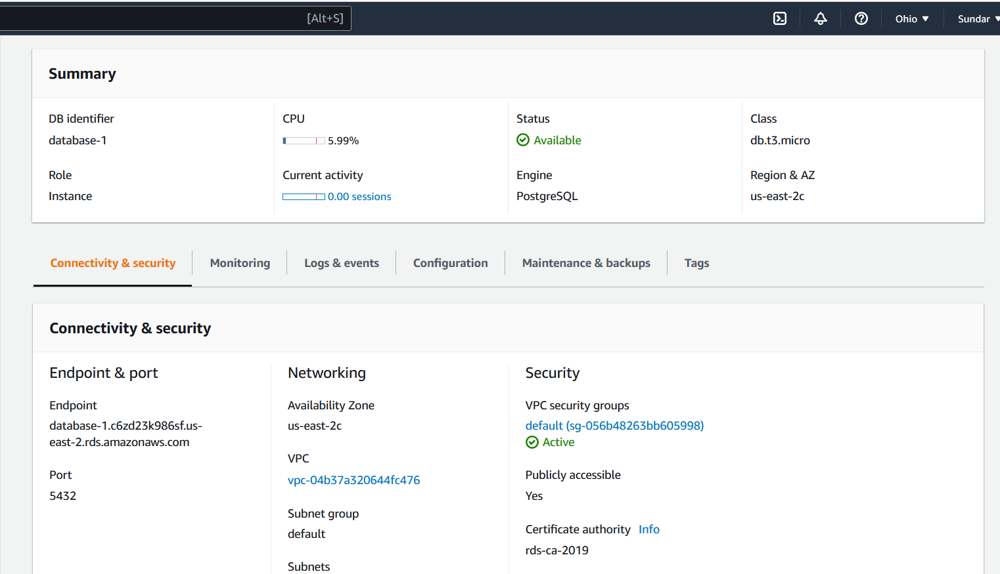 [Alt+S]
Ohio
Sundar
Summary
DB identifier
database-1
CPU
5.99%
Status
Available
Class
db.t3.micro
Role
Instance
Current activity
0.00 sessions
Engine
PostgreSQL
Region & AZ
us-east-2c
Connectivity & security
Monitoring
Logs & events
Configuration
Maintenance & backups
Tags
Connectivity & security
Endpoint & port
Endpoint
database-1.c6zd23k986sf.us-
east-2.rds.amazonaws.com
Port
5432
Networking
Availability Zone
us-east-2c
VPC
vpc-04b37a320644fc476
Subnet group
default
Subnets
Security
VPC security groups
default (sg-056b48263bb605998)
Active
Publicly accessible
Yes
Certificate authority Info
rds-ca-2019